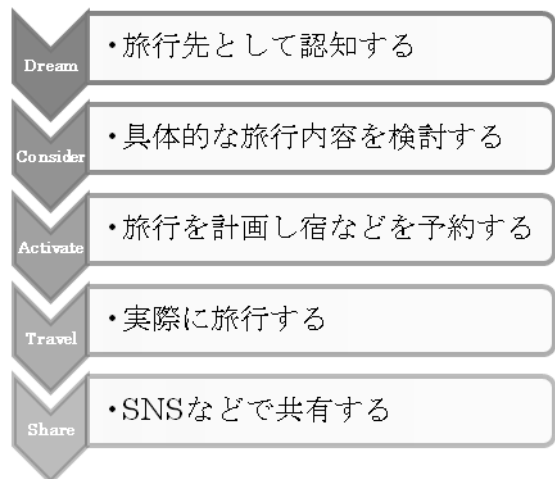 Dream
・旅行先として認知する
Consider
・具体的な旅行内容を検討する
Activate
・旅行を計画し宿などを予約する
Travel
・実際に旅行する
Share
・SNSなどで共有する